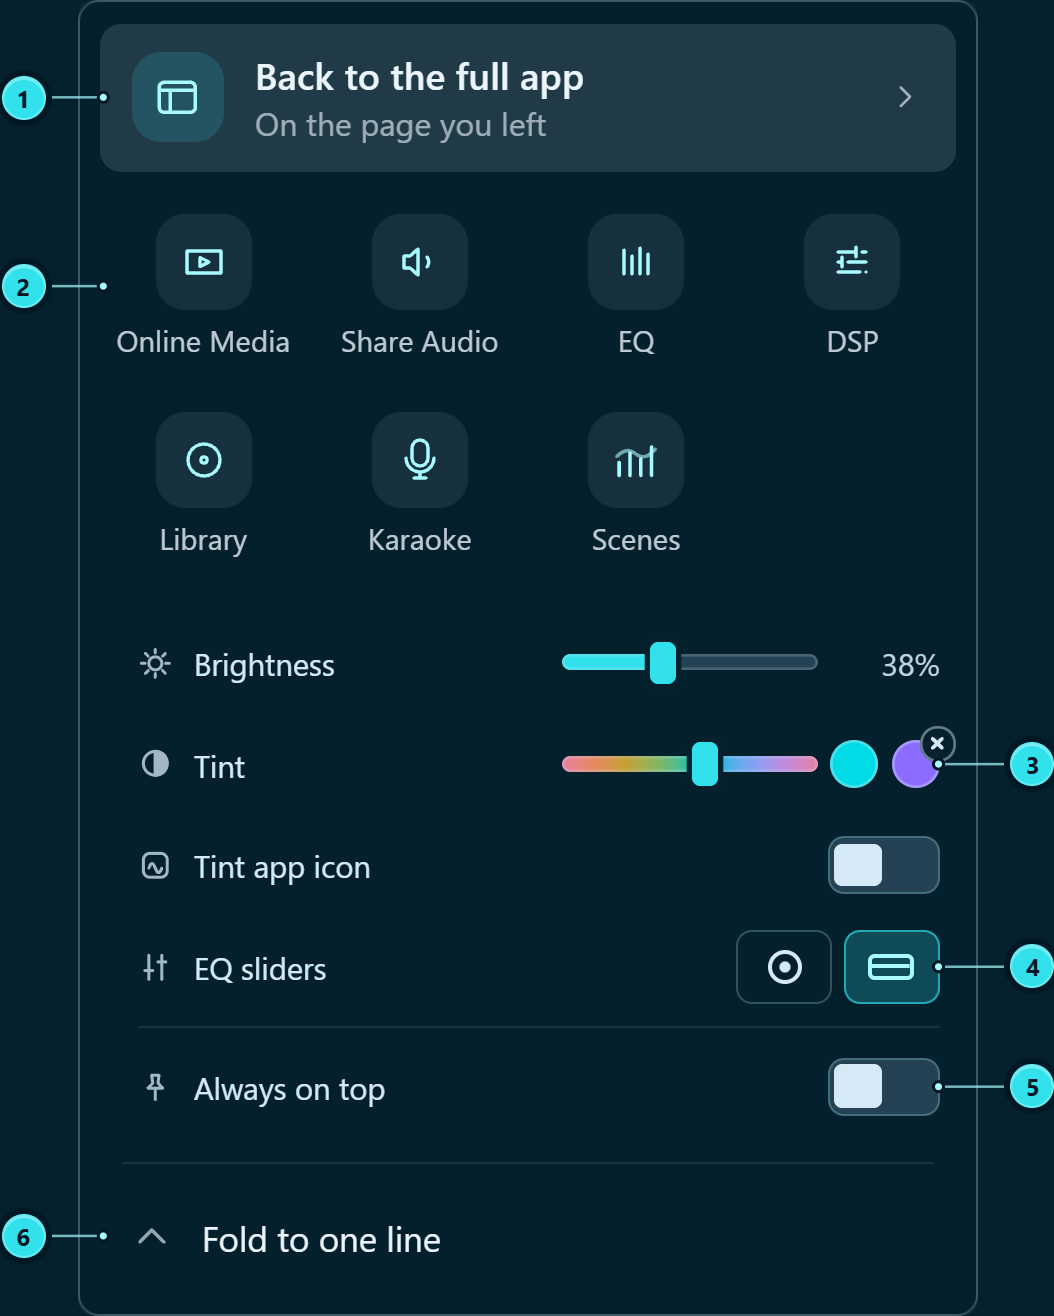 1
Back to the full app
On the page you left
2
Online Media
Share Audio
EQ
DSP
Library
Karaoke
Scenes
Brightness
38%
Tint
3
Tint app icon
EQ sliders
4
Always on top
5
6
Fold to one line